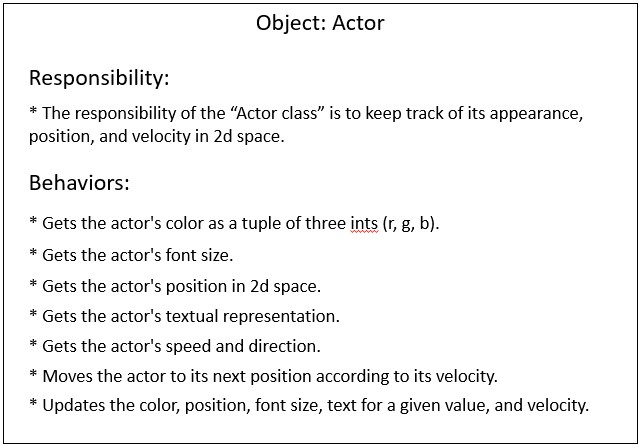 Object: Actor
Responsibility:
* The responsibility of the “Actor class” is to keep track of its appearance,
position, and velocity in 2d space.
Behaviors:
* Gets the actor's color as a tuple of three ints (r, g, b).
* Gets the actor's font size.
* Gets the actor's position in 2d space.
* Gets the actor's textual representation.
* Gets the actor's speed and direction.
* Moves the actor to its next position according to its velocity.
* Updates the color, position, font size, text for a given value, and velocity.